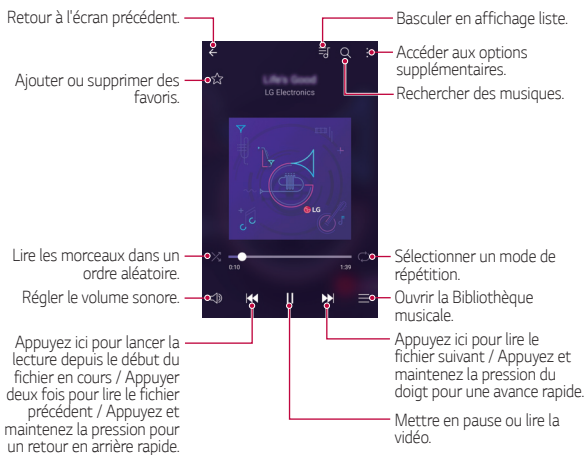 Retour à l'écran précédent.
Basculer en affichage liste.
Accéder aux options
supplémentaires.
Ajouter ou supprimer des
favoris.
Life's Good
LG Electronics
Rechercher des musiques.
LG
Lire les morceaux dans un
ordre aléatoire.
0:10
1:39
Sélectionner un mode de
répétition.
Régler le volume sonore.
Ouvrir la Bibliothèque
musicale.
Appuyez ici pour lancer la
lecture depuis le début du
fichier en cours / Appuyer
deux fois pour lire le fichier
précédent / Appuyez et
maintenez la pression pour
un retour en arrière rapide.
Appuyez ici pour lire le
fichier suivant / Appuyez et
maintenez la pression du
doigt pour une avance rapide.
Mettre en pause ou lire la
vidéo.